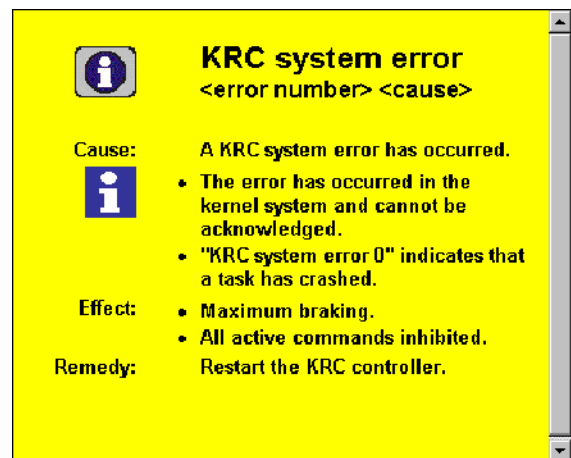 KRC system error
<error number> <cause>
Cause: A KRC system error has occurred.
• The error has occurred in the
kernel system and cannot be
acknowledged.
• "KRC system error 0" indicates that
a task has crashed.
Effect: • Maximum braking.
• All active commands inhibited.
Remedy: Restart the KRC controller.